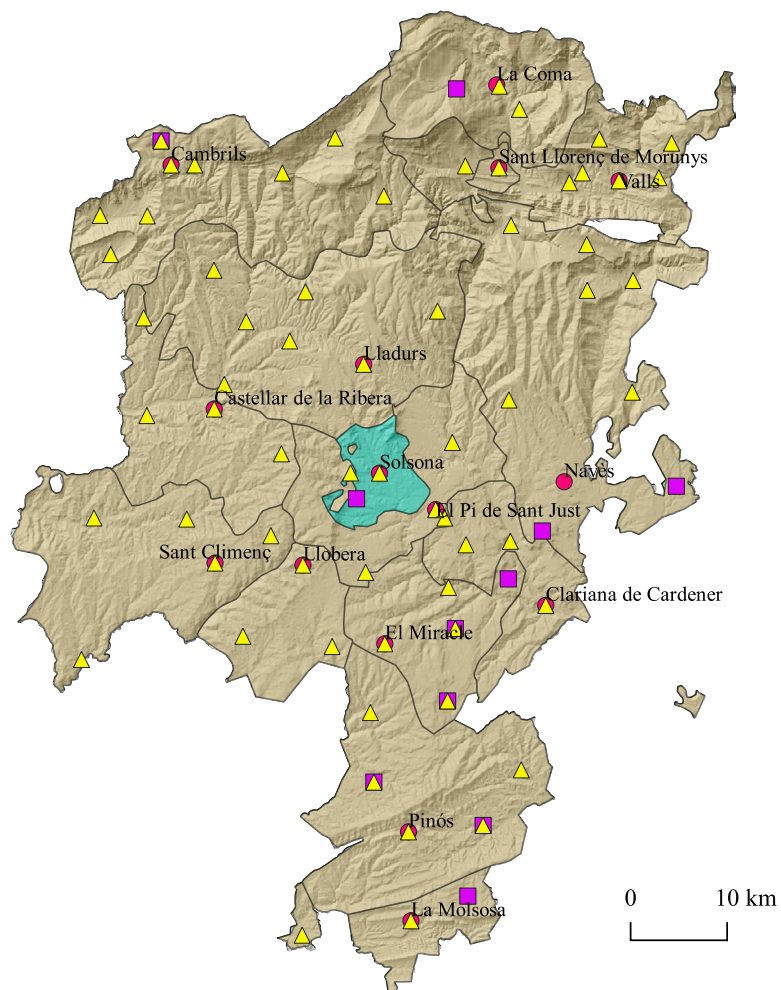 La Coma
Cambrils
Sant Llorenç de Morunys
Valls
Lladurs
Castellar de la Ribera
Solsona
Navès
El Pi de Sant Just
Sant Climenç
Llobera
Clariana de Cardener
El Miracle
Pinós
0 10 km
La Molsosa